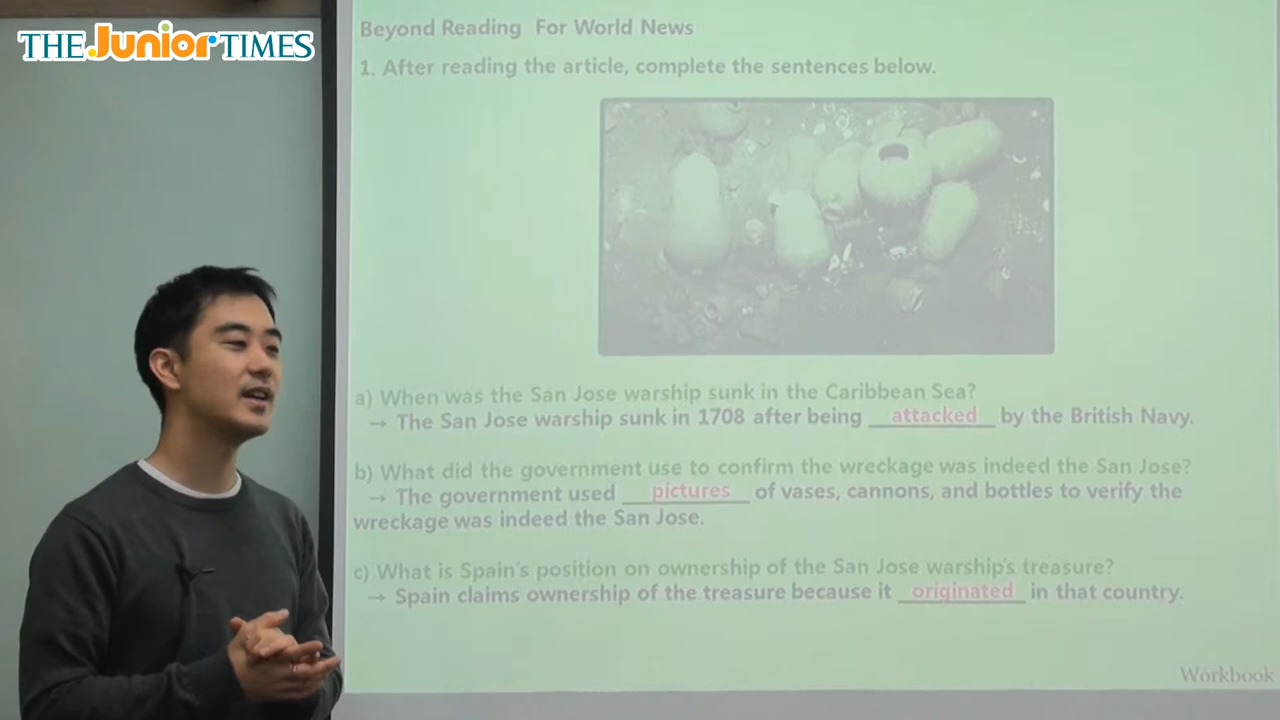 THE Junior TIMES
Beyond Reading For World News
1. After reading the article, complete the sentences below.
a) When was the San Jose warship sunk in the Caribbean Sea?
→ The San Jose warship sunk in 1708 after being attacked by the British Navy.
b) What did the government use to confirm the wreckage was indeed the San Jose?
→ The government used pictures of vases, cannons, and bottles to verify the
wreckage was indeed the San Jose.
c) What is Spain's position on ownership of the San Jose warship's treasure?
→ Spain claims ownership of the treasure because it originated in that country.
Workbook